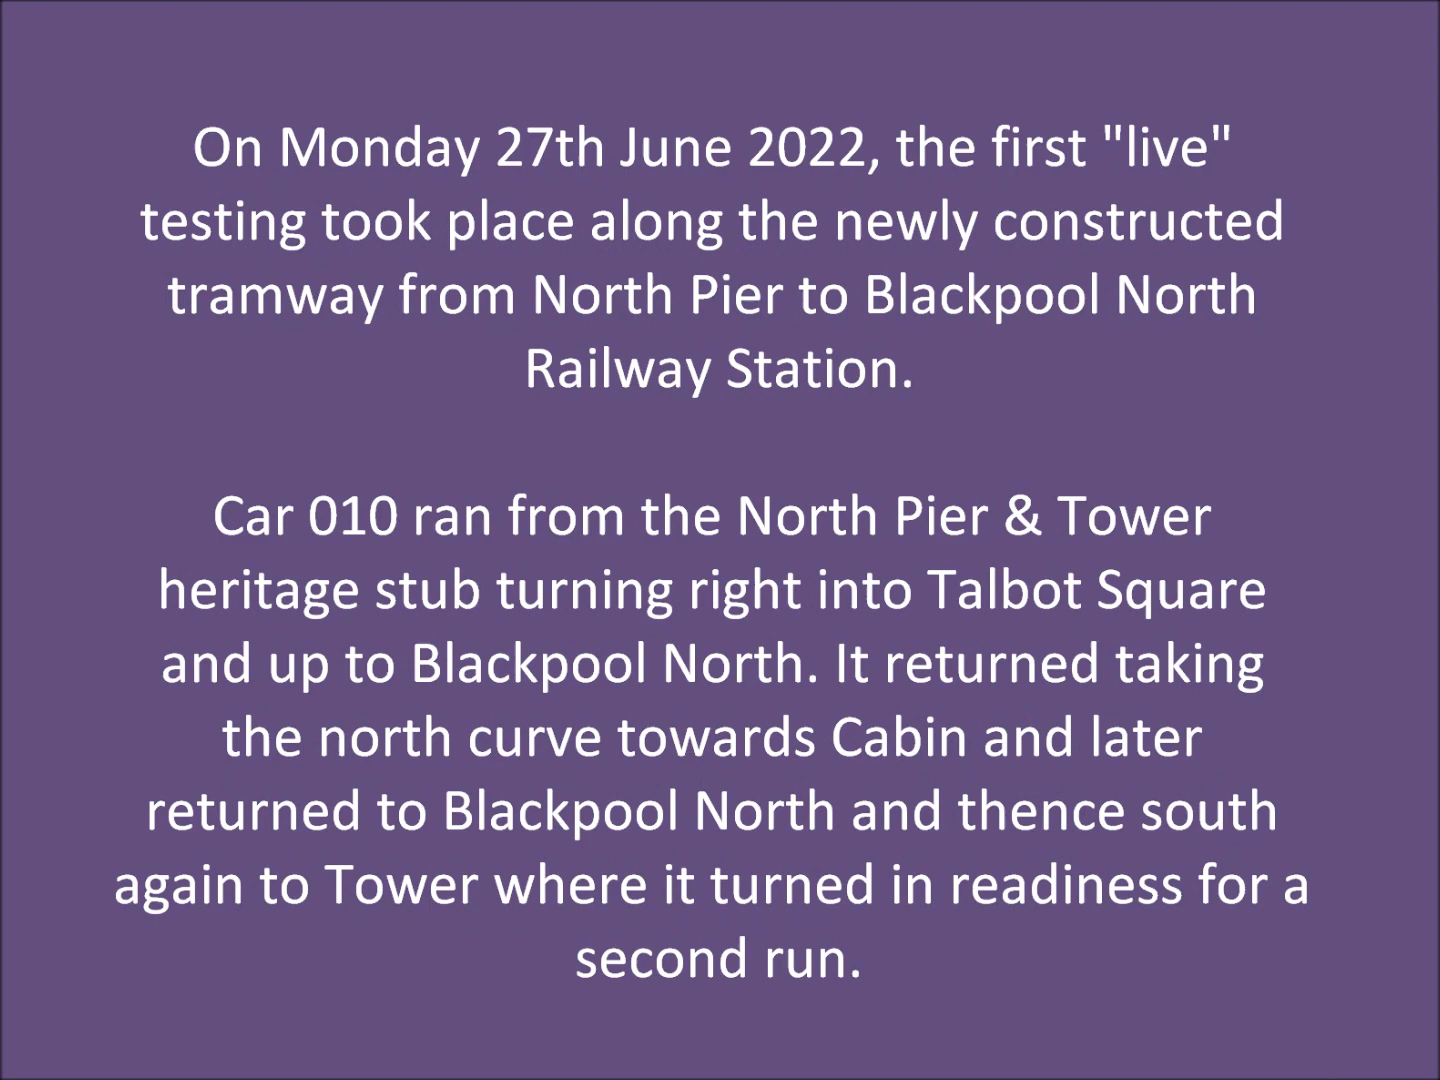 On Monday 27th June 2022, the first "live"
testing took place along the newly constructed
tramway from North Pier to Blackpool North
Railway Station.
Car 010 ran from the North Pier & Tower
heritage stub turning right into Talbot Square
and up to Blackpool North. It returned taking
the north curve towards Cabin and later
returned to Blackpool North and thence south
again to Tower where it turned in readiness for a
second run.